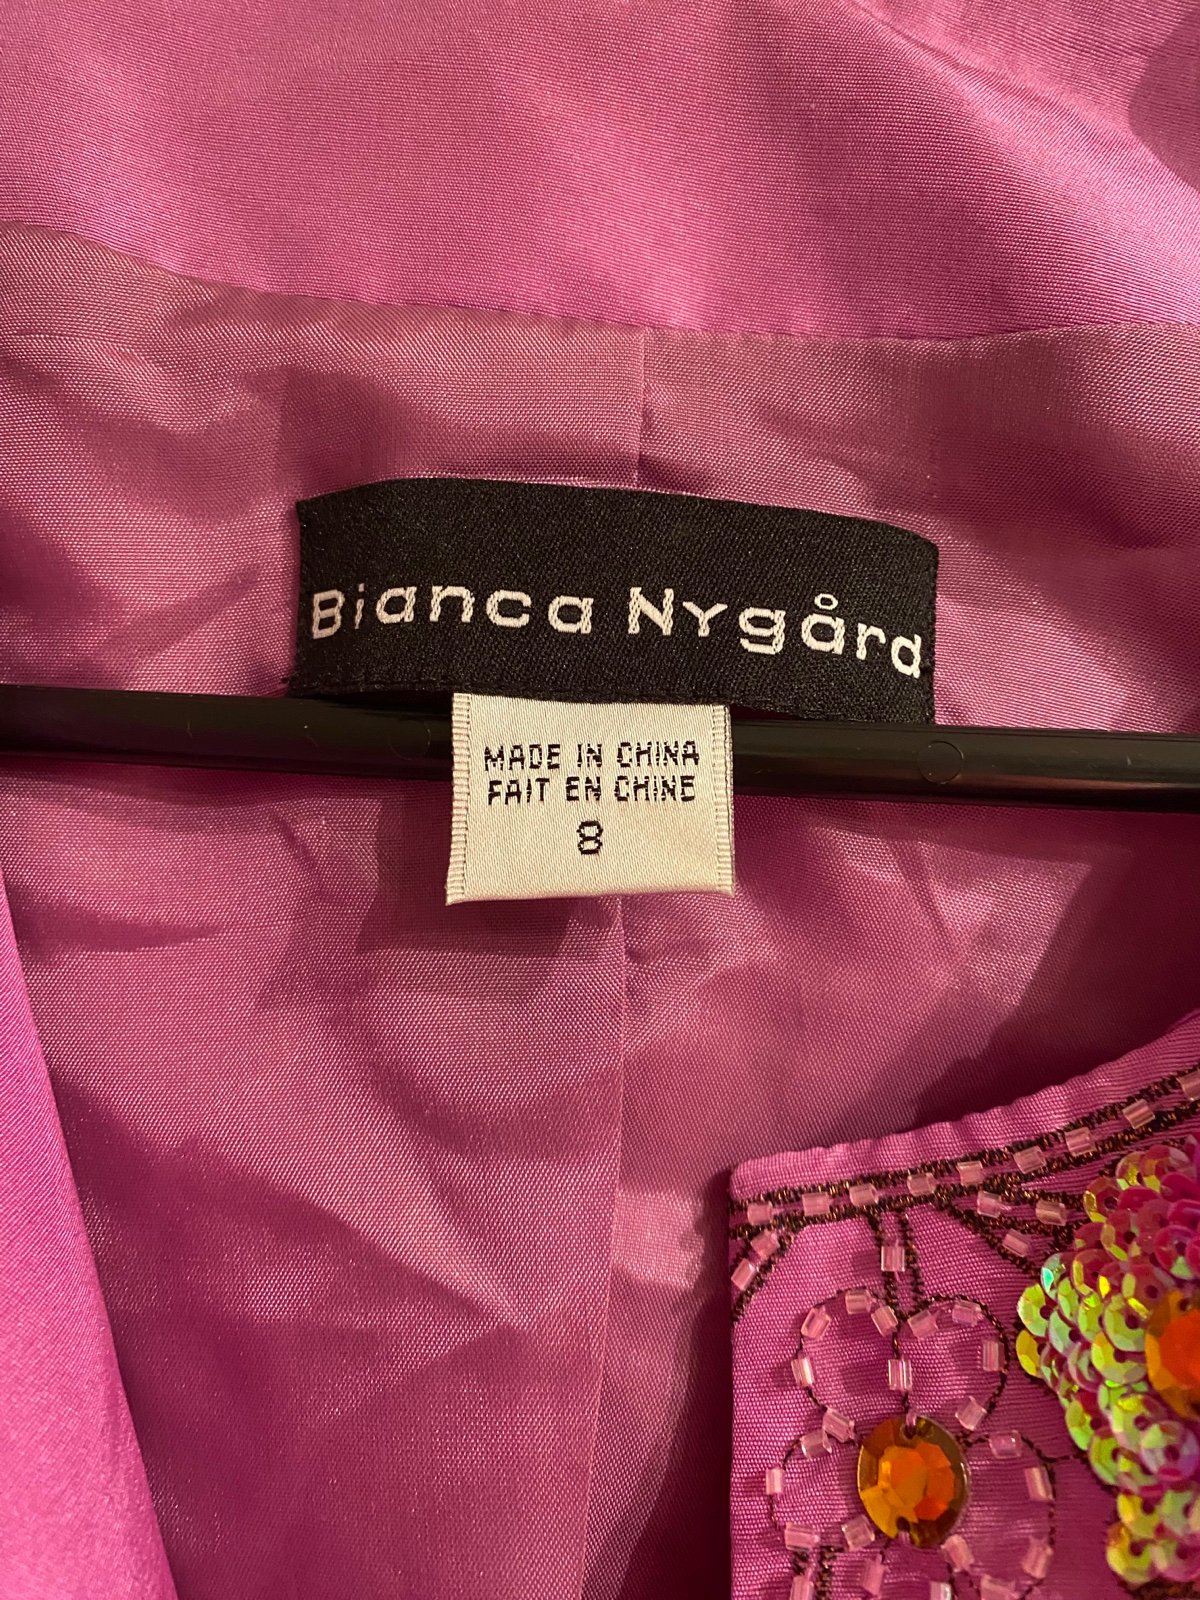 Bianca Nygård
MADE IN CHINA
FAIT EN CHINE
8